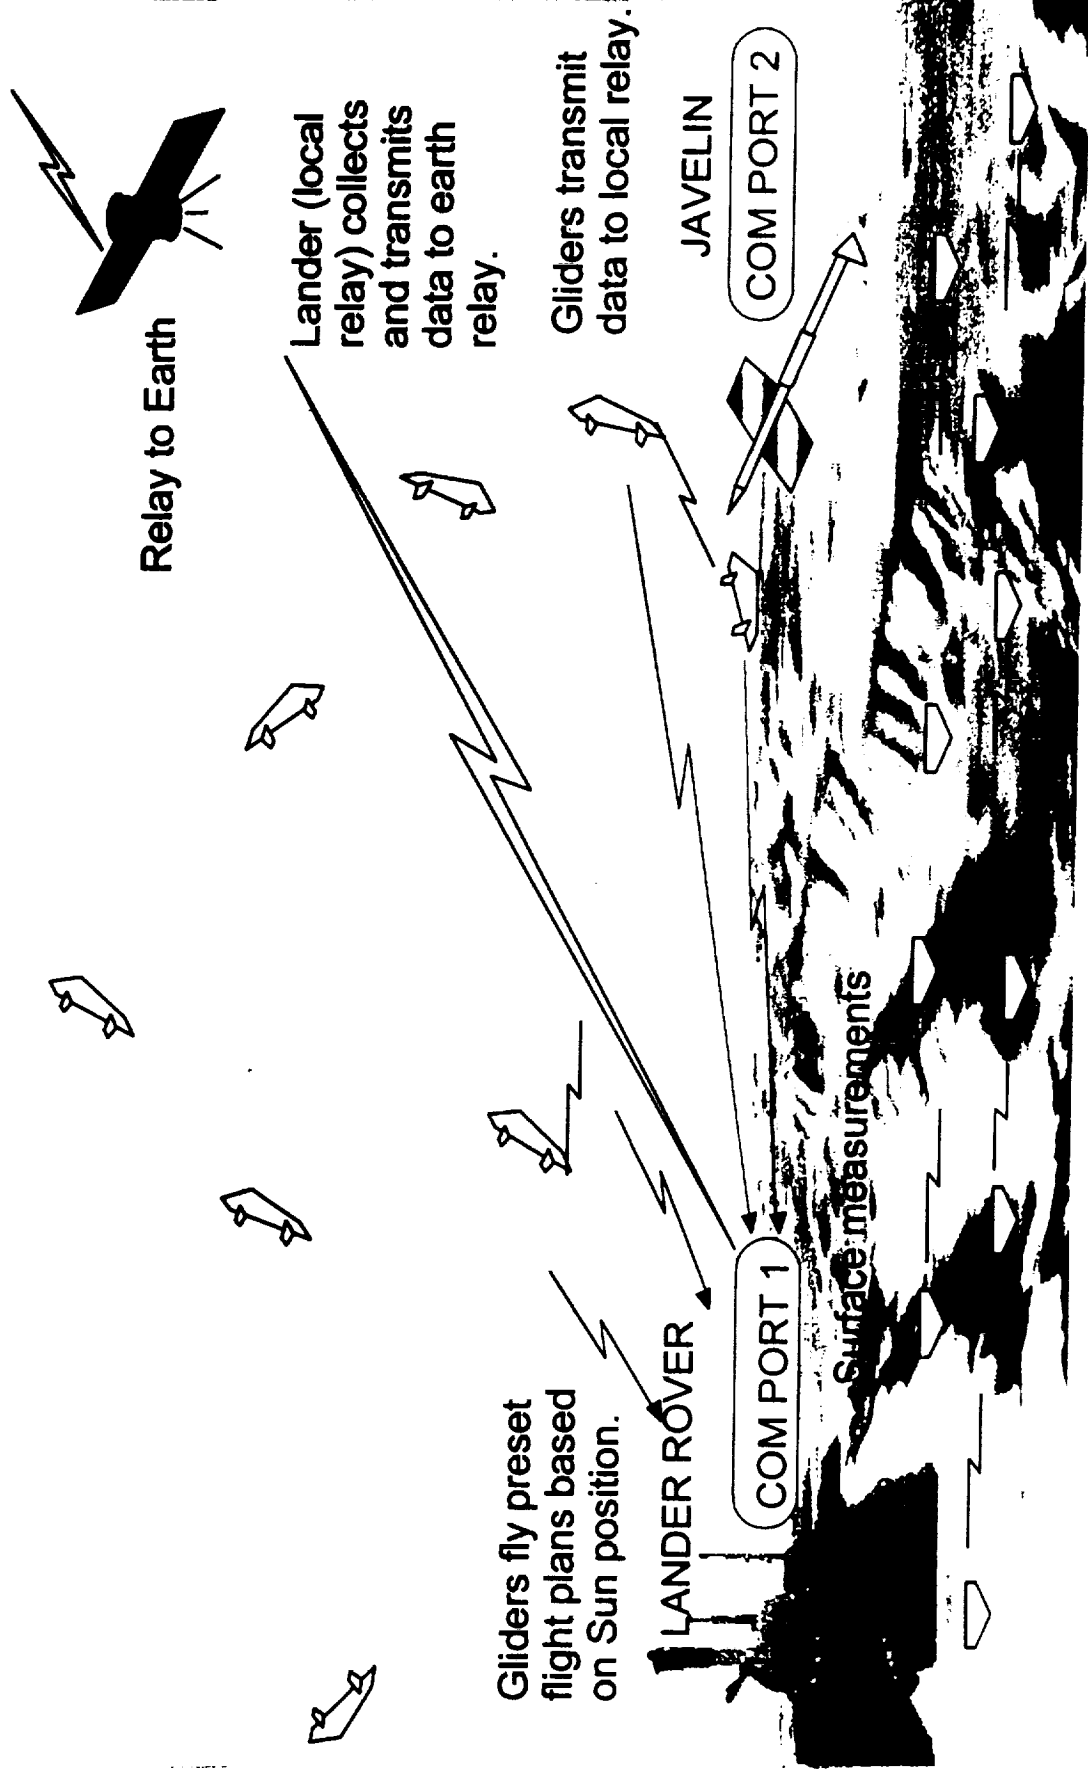 Relay to Earth
Lander (local
relay) collects
and transmits
data to earth
relay.
Gliders transmit
data to local relay.
Gliders fly preset
flight plans based
on Sun position.
LANDER ROVER
COM PORT 1
JAVELIN
COM PORT 2
Surface measurements